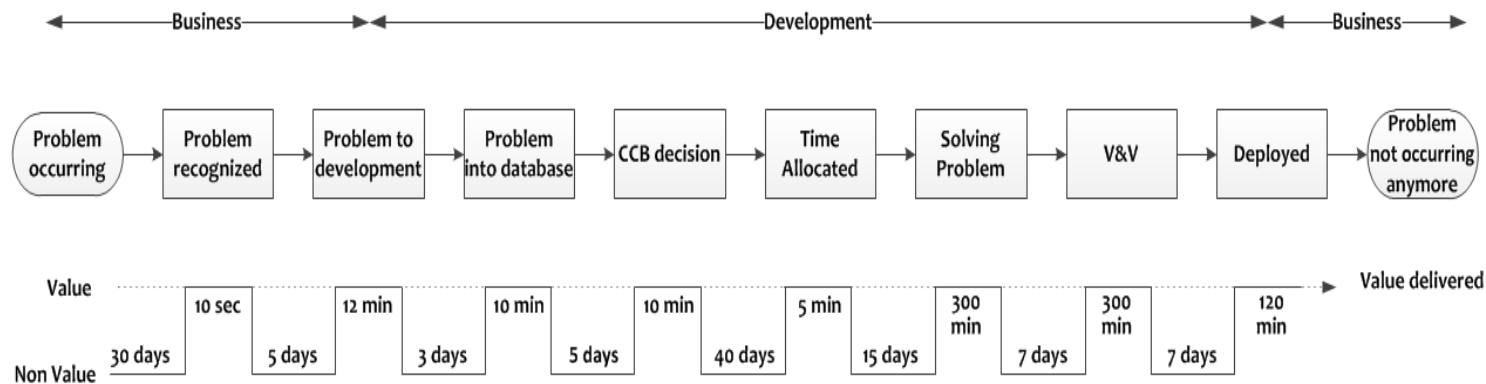 Business
Development
Business
Problem
occurring
Problem
recognized
Problem to
development
Problem
into database
CCB decision
Time
Allocated
Solving
Problem
V&V
Deployed
Problem
not occurring
anymore
Value
10 sec
12 min
10 min
10 min
5 min
300
min
300
min
120
min
Value delivered
Non Value
30 days
5 days
3 days
5 days
40 days
15 days
7 days
7 days